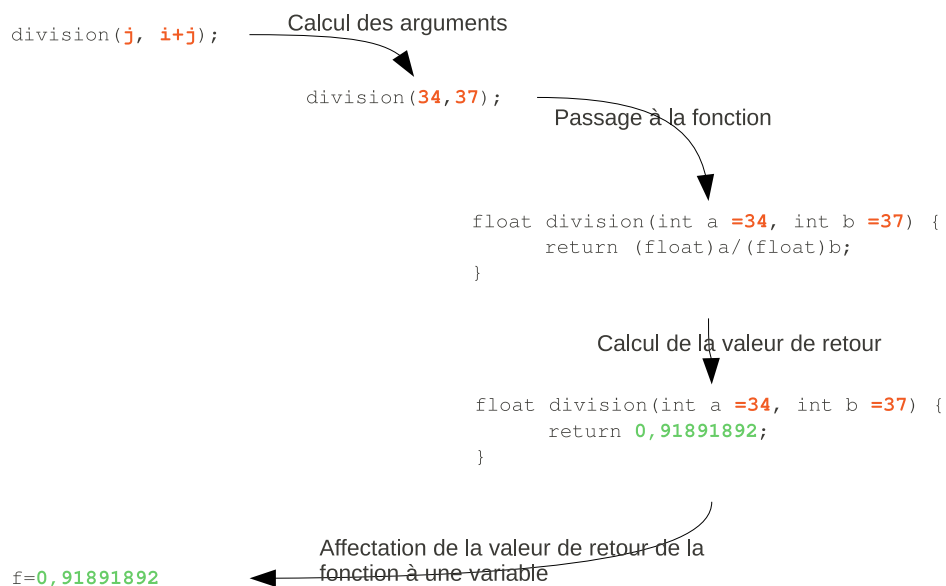 division(j, i+j);
Calcul des arguments
division(34,37);
Passage à la fonction
float division(int a =34, int b =37) {
return (float)a/(float)b;
}
Calcul de la valeur de retour
float division(int a =34, int b =37) {
return 0,91891892;
}
Affectation de la valeur de retour de la
fonction à une variable
f=0,91891892